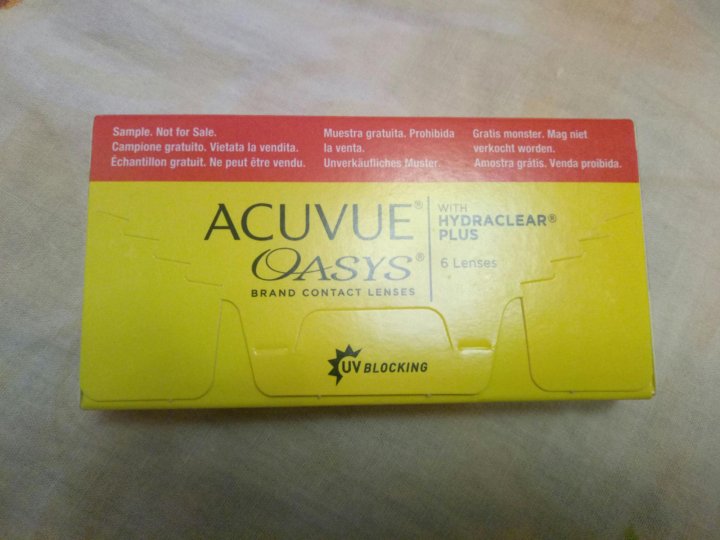 Sample. Not for Sale.
Campione gratuito. Vietata la vendita.
Échantillon gratuit. Ne peut être vendu.
Muestra gratuita. Prohibida
la venta.
Unverkäufliches Muster.
Gratis monster. Mag niet
verkocht worden.
Amostra grátis. Venda proibida.
ACUVUE®
OASYS®
BRAND CONTACT LENSES
WITH
HYDRACLEAR®
PLUS
6 Lenses
UV BLOCKING